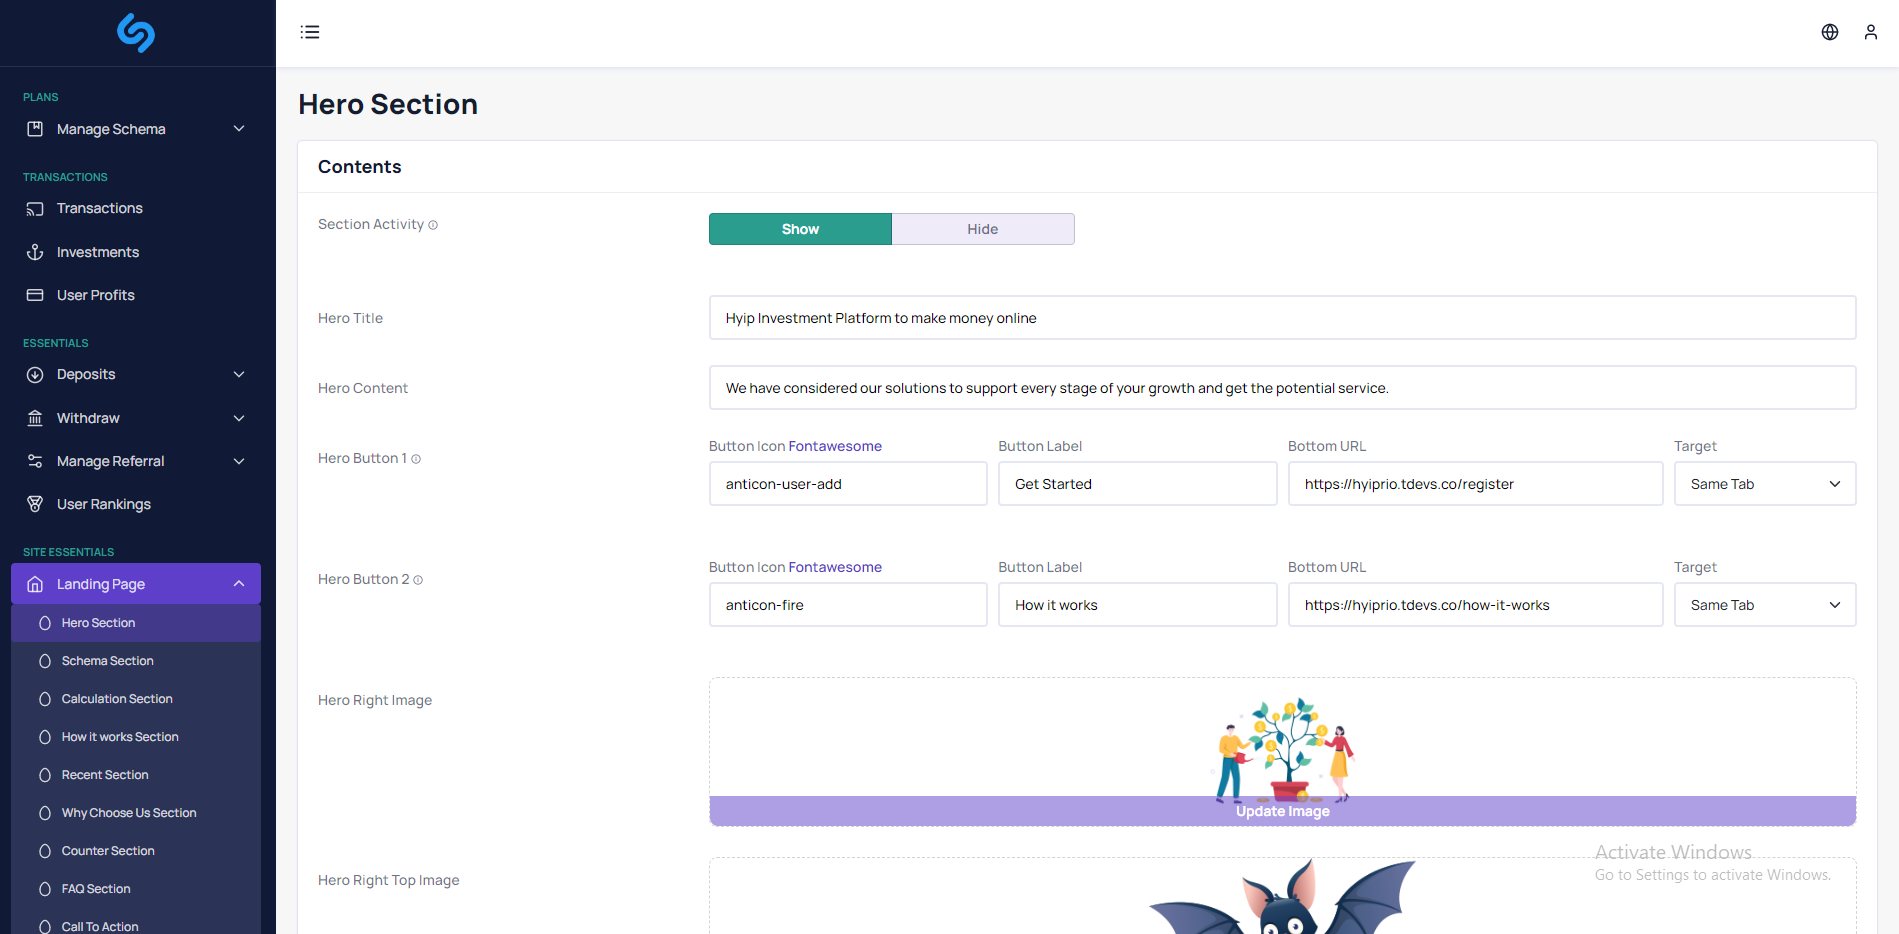 PLANS
Manage Schema
TRANSACTIONS
Transactions
Investments
User Profits
ESSENTIALS
Deposits
Withdraw
Manage Referral
User Rankings
SITE ESSENTIALS
Landing Page
Hero Section
Schema Section
Calculation Section
How it works Section
Recent Section
Why Choose Us Section
Counter Section
FAQ Section
Call To Action
Hero Section
Contents
Section Activity
Show Hide
Hero Title
Hyip Investment Platform to make money online
Hero Content
We have considered our solutions to support every stage of your growth and get the potential service.
Hero Button 1
Button Icon Fontawesome Button Label Bottom URL Target
anticon-user-add Get Started https://hyiprio.tdevs.co/register Same Tab
Hero Button 2
Button Icon Fontawesome Button Label Bottom URL Target
anticon-fire How it works https://hyiprio.tdevs.co/how-it-works Same Tab
Hero Right Image
Update Image
Hero Right Top Image
Activate Windows
Go to Settings to activate Windows.